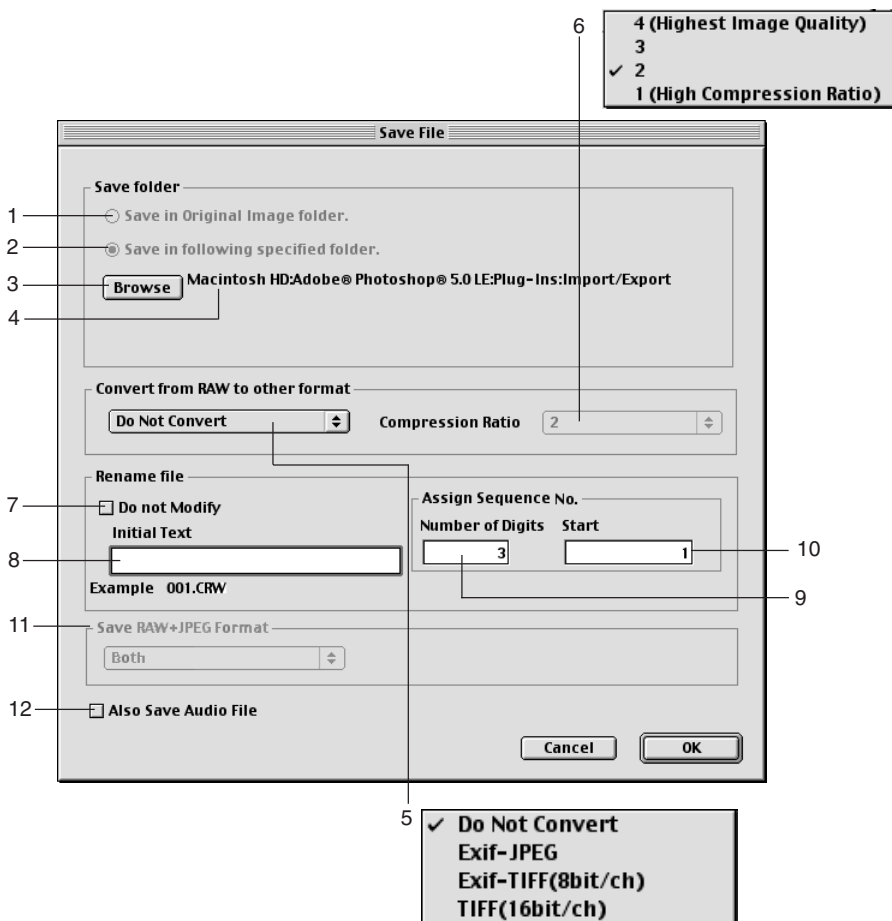 6
4 (Highest Image Quality)
3
2
1 (High Compression Ratio)
Save File
Save folder
1
Save in Original Image folder.
2
Save in following specified folder.
3
Browse
Macintosh HD:Adobe® Photoshop® 5.0 LE:Plug-Ins:Import/Export
4
Convert from RAW to other format
Do Not Convert
Compression Ratio
2
Rename file
7
Do not Modify
Initial Text
8
Example 001.CRW
Assign Sequence No.
Number of Digits Start
3
1
10
9
11
Save RAW+JPEG Format
Both
12
Also Save Audio File
Cancel
OK
5
Do Not Convert
Exif-JPEG
Exif-TIFF(8bit/ch)
TIFF(16bit/ch)